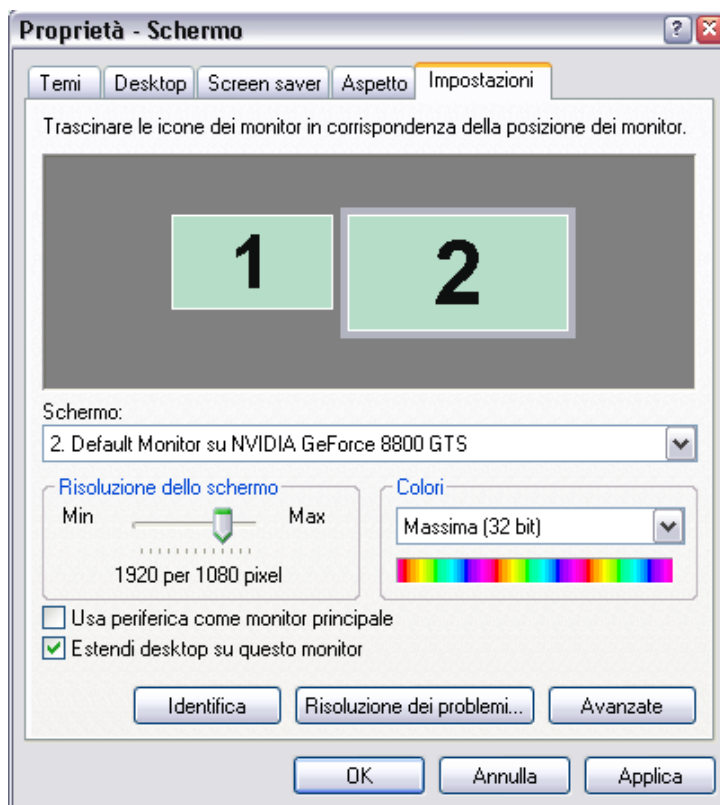 Proprietà - Schermo
Temi Desktop Screen saver Aspetto Impostazioni
Trascinare le icone dei monitor in corrispondenza della posizione dei monitor.
1 2
Schermo:
2. Default Monitor su NVIDIA GeForce 8800 GTS
Risoluzione dello schermo
Min Max
1920 per 1080 pixel
Colori
Massima (32 bit)
Usa periferica come monitor principale
Estendi desktop su questo monitor
Identifica Risoluzione dei problemi... Avanzate
OK Annulla Applica